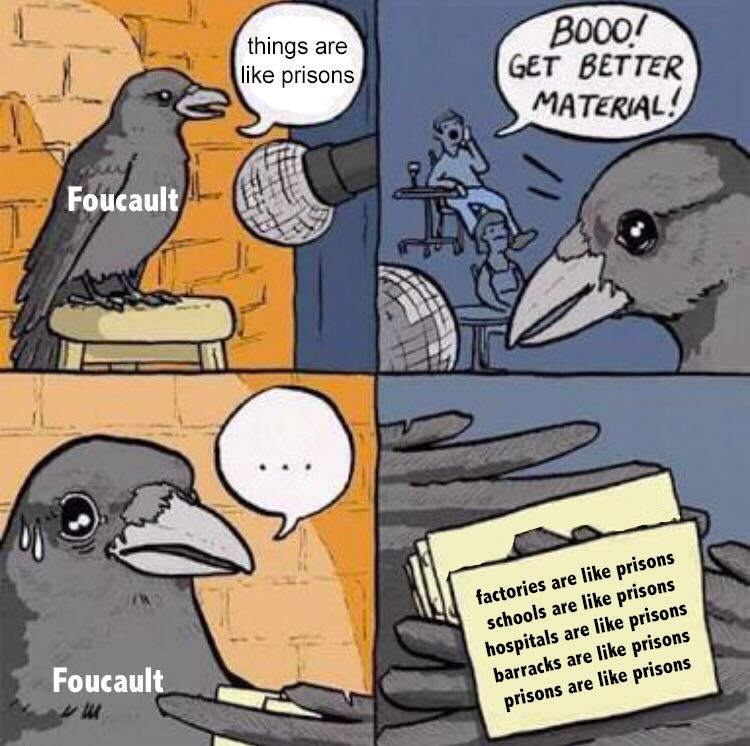 things are
like prisons
Foucault
BOOO!
GET BETTER
MATERIAL!
...
Foucault
factories are like prisons
schools are like prisons
hospitals are like prisons
barracks are like prisons
prisons are like prisons